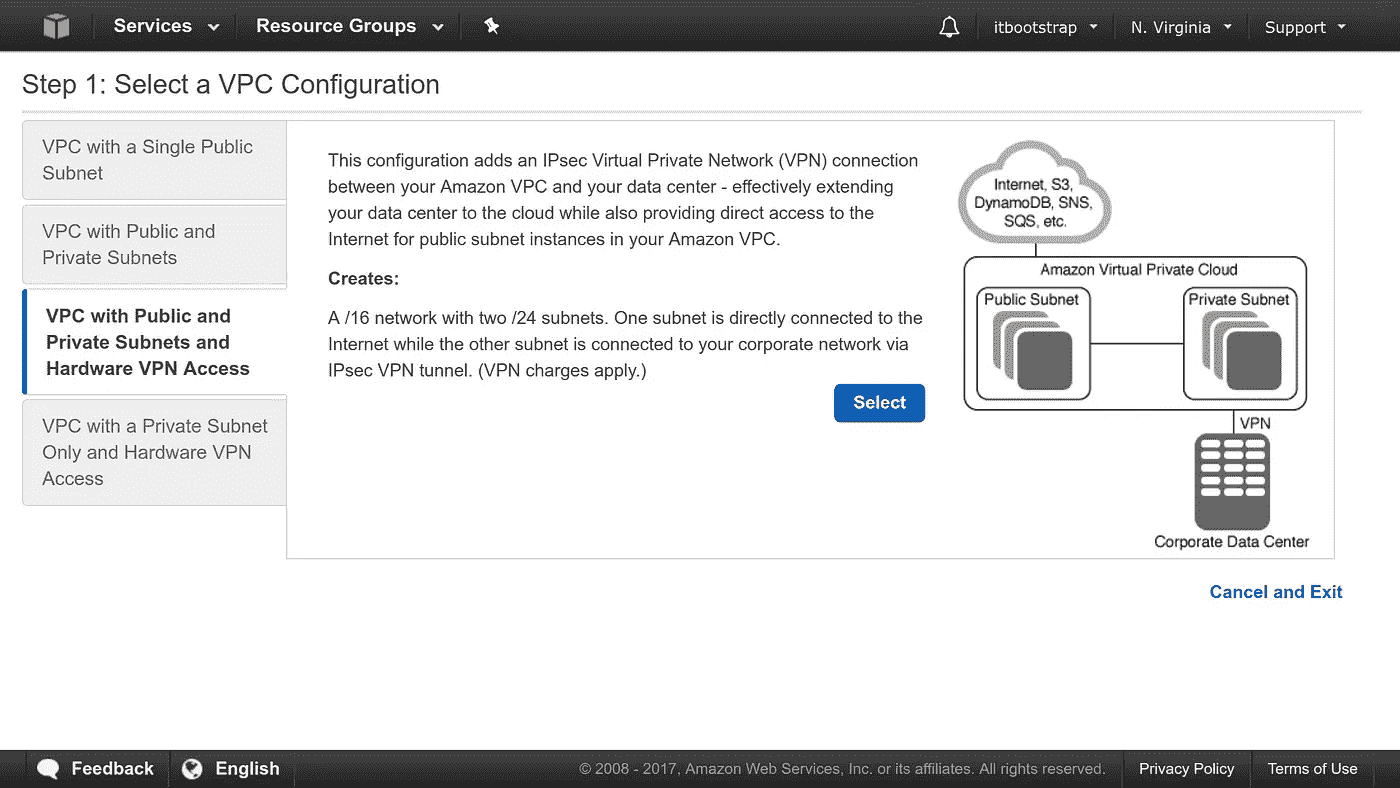 Services
Resource Groups
itbootstrap
N. Virginia
Support
Step 1: Select a VPC Configuration
VPC with a Single Public
Subnet
VPC with Public and
Private Subnets
VPC with Public and
Private Subnets and
Hardware VPN Access
VPC with a Private Subnet
Only and Hardware VPN
Access
This configuration adds an IPsec Virtual Private Network (VPN) connection
between your Amazon VPC and your data center - effectively extending
your data center to the cloud while also providing direct access to the
Internet for public subnet instances in your Amazon VPC.
Creates:
A /16 network with two /24 subnets. One subnet is directly connected to the
Internet while the other subnet is connected to your corporate network via
IPsec VPN tunnel. (VPN charges apply.)
Select
Internet, S3,
DynamoDB, SNS,
SQS, etc.
Amazon Virtual Private Cloud
Public Subnet
Private Subnet
VPN
Corporate Data Center
Cancel and Exit
Feedback
English
© 2008 - 2017, Amazon Web Services, Inc. or its affiliates. All rights reserved.
Privacy Policy
Terms of Use